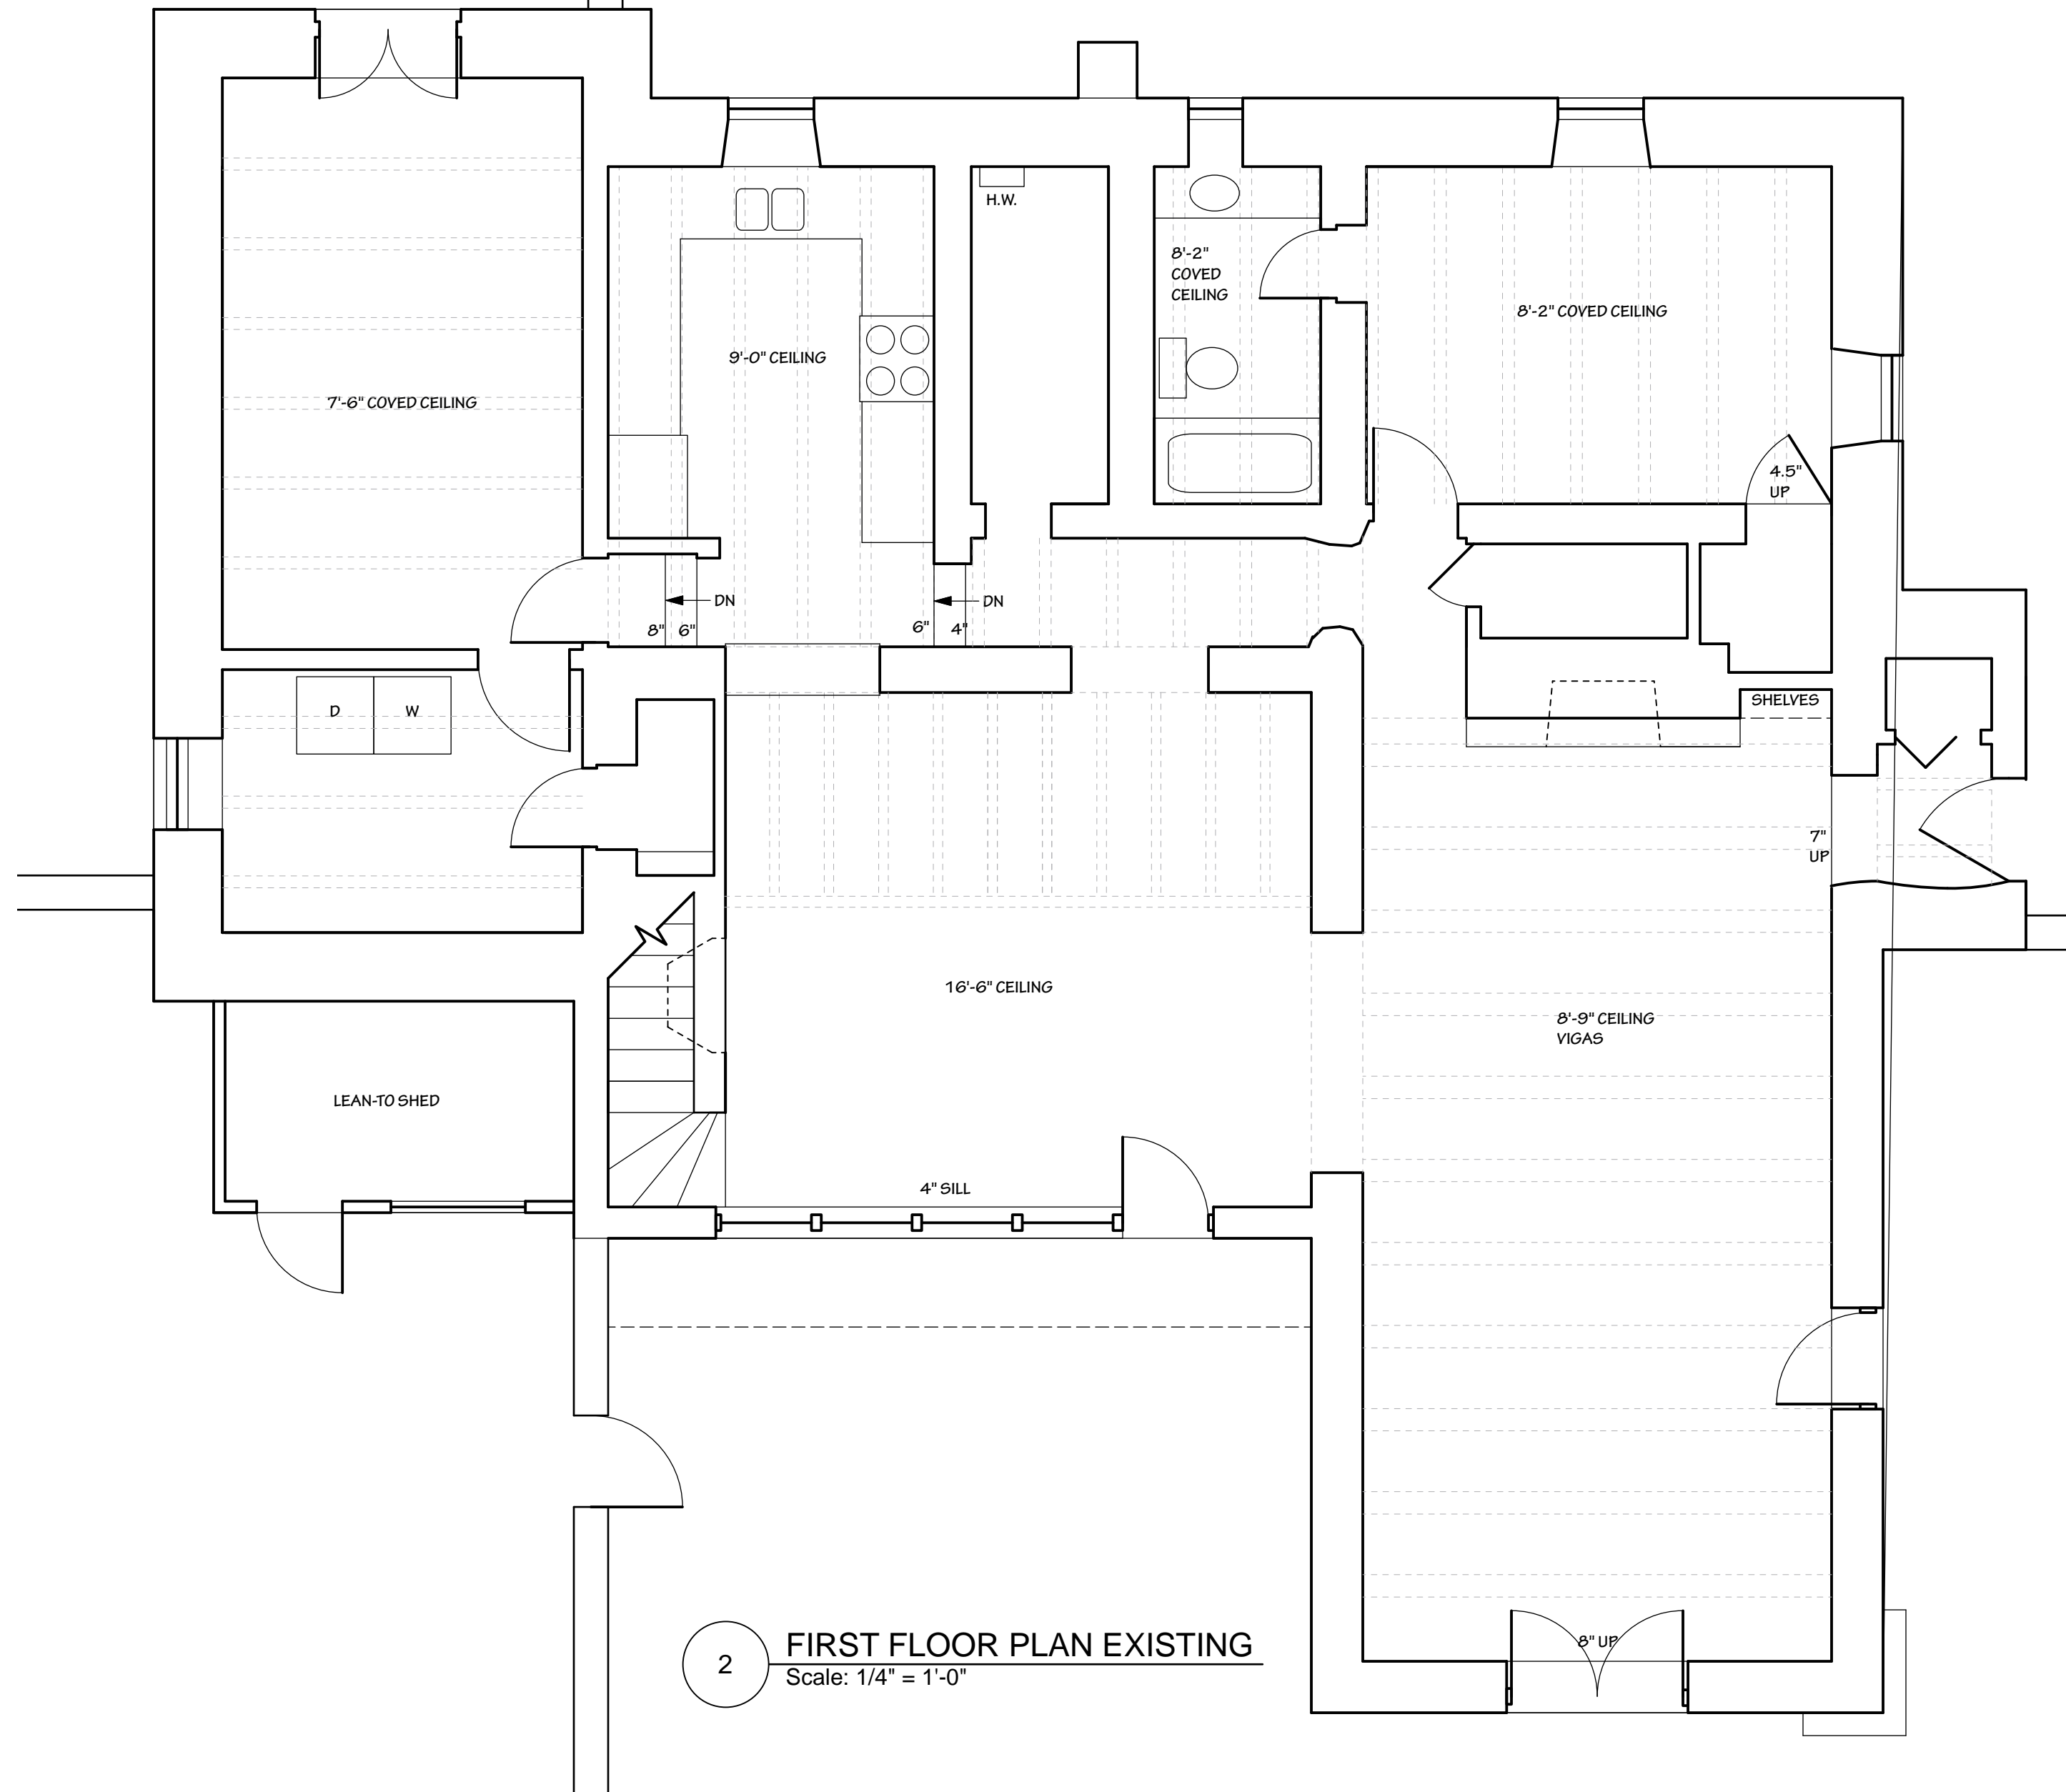 H.W.
8'-2"
COVED
CEILING
8'-2" COVED CEILING
9'-0" CEILING
7'-6" COVED CEILING
4.5"
UP
DN
DN
8"
6"
6"
4"
D
W
SHELVES
7"
UP
16'-6" CEILING
8'-9" CEILING
VIGAS
LEAN-TO SHED
4" SILL
8" UP
2
FIRST FLOOR PLAN EXISTING
Scale: 1/4" = 1'-0"